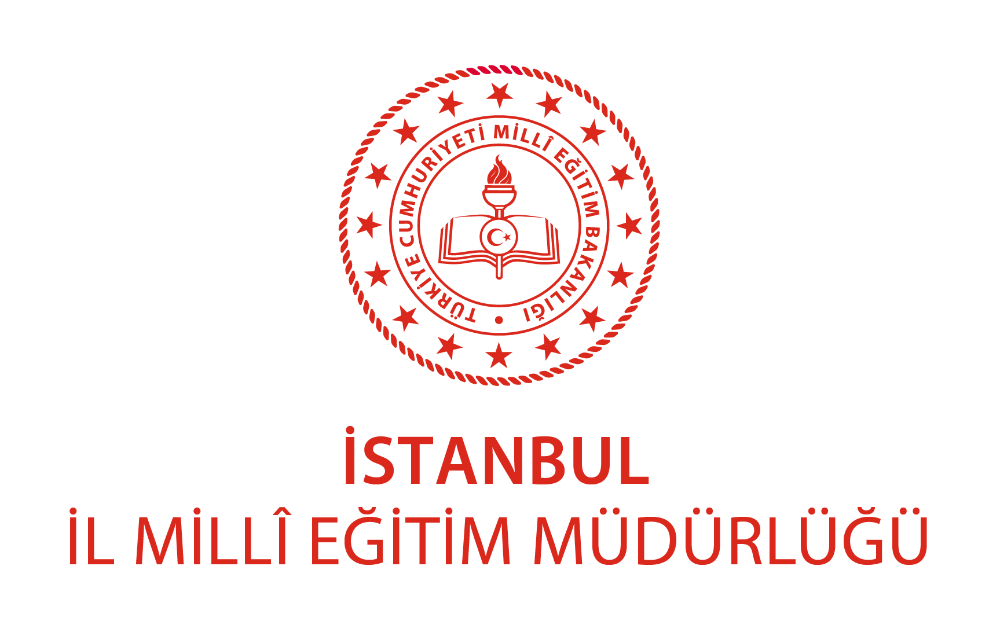 TÜRKİYE CUMHURİYETİ MİLLÎ EĞİTİM BAKANLIĞI •
İSTANBUL
İL MİLLÎ EĞİTİM MÜDÜRLÜĞÜ